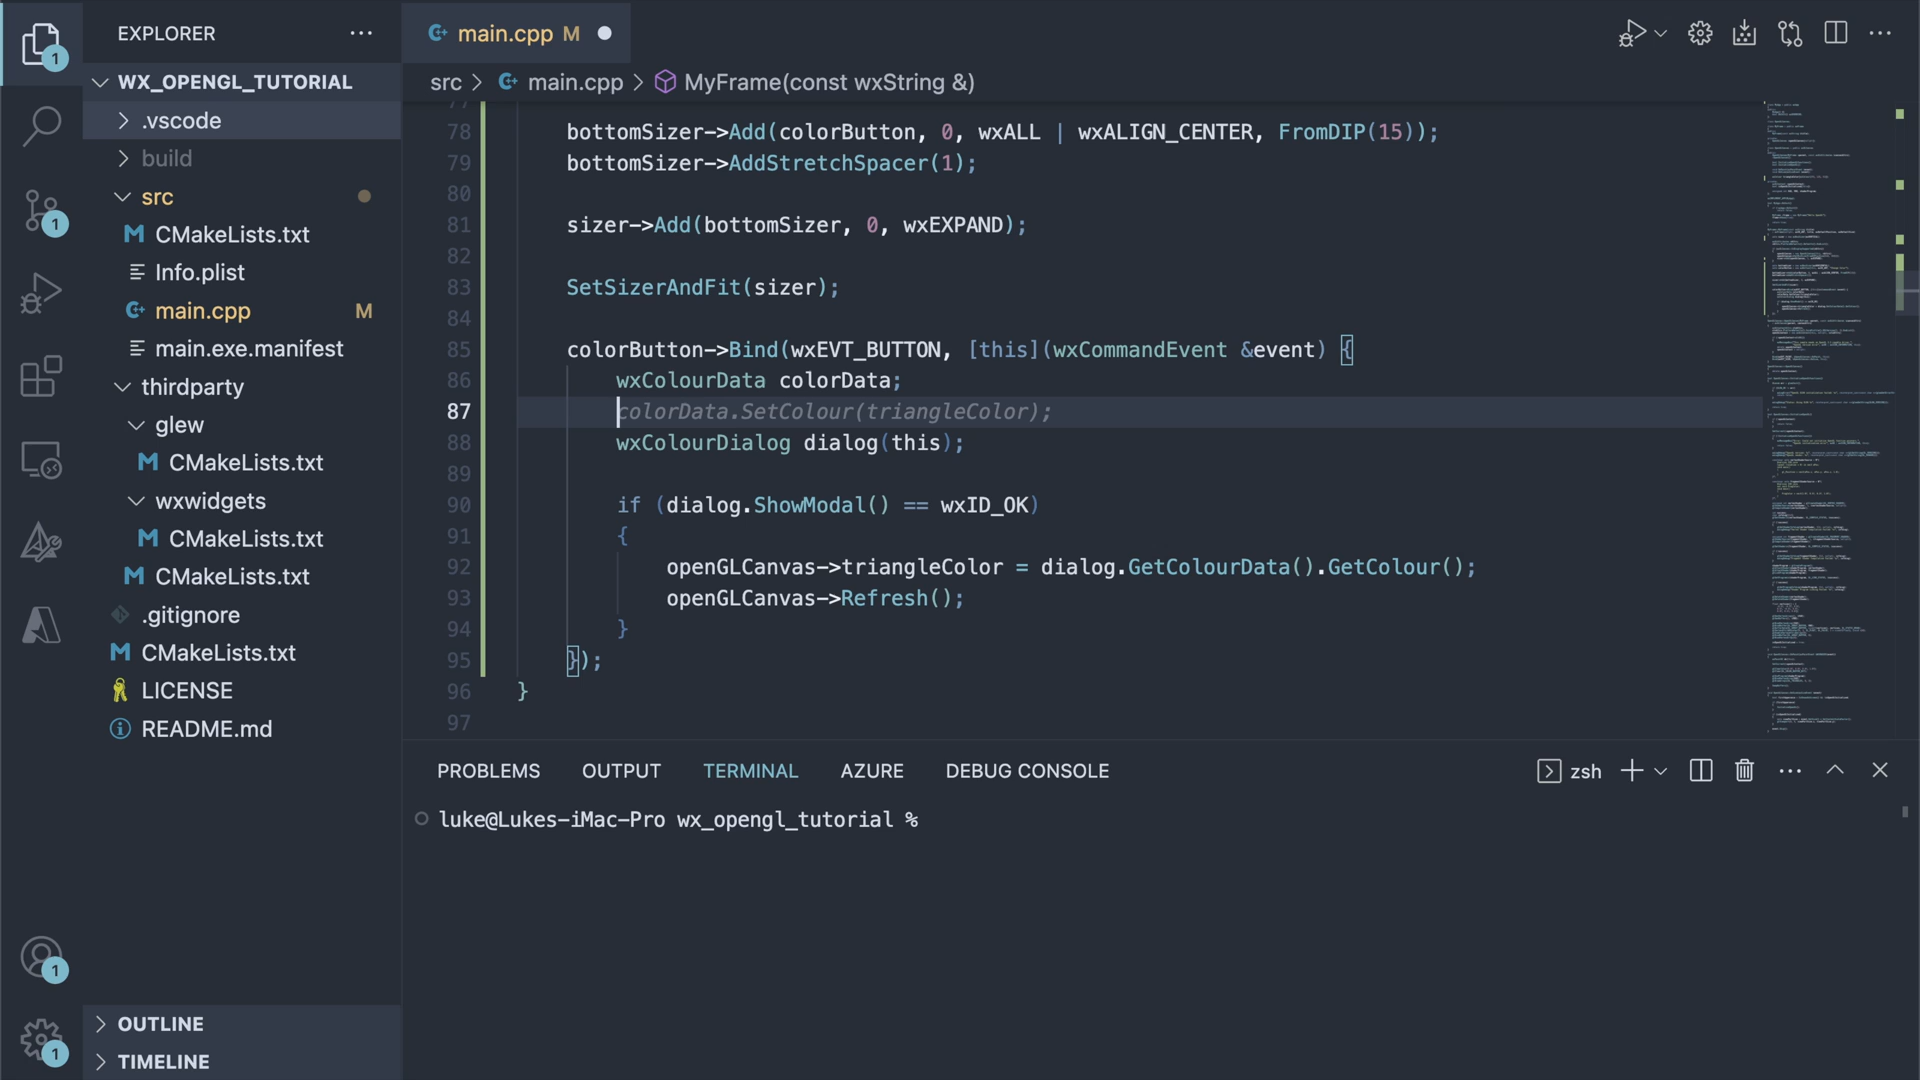 EXPLORER
main.cpp M
WX_OPENGL_TUTORIAL
src > main.cpp > MyFrame(const wxString &)
.vscode
build
src
CMakeLists.txt
Info.plist
main.cpp M
main.exe.manifest
thirdparty
glew
CMakeLists.txt
wxwidgets
CMakeLists.txt
CMakeLists.txt
.gitignore
CMakeLists.txt
LICENSE
README.md
OUTLINE
TIMELINE
1
1
1
1
77
78 bottomSizer->Add(colorButton, 0, wxALL | wxALIGN_CENTER, FromDIP(15));
79 bottomSizer->AddStretchSpacer(1);
80
81 sizer->Add(bottomSizer, 0, wxEXPAND);
82
83 SetSizerAndFit(sizer);
84
85 colorButton->Bind(wxEVT_BUTTON, [this](wxCommandEvent &event) {
86 wxColourData colorData;
87 colorData.SetColour(triangleColor);
88 wxColourDialog dialog(this);
89
90 if (dialog.ShowModal() == wxID_OK)
91 {
92 openGLCanvas->triangleColor = dialog.GetColourData().GetColour();
93 openGLCanvas->Refresh();
94 }
95 });
96 }
97
PROBLEMS OUTPUT TERMINAL AZURE DEBUG CONSOLE
zsh
luke@Lukes-iMac-Pro wx_opengl_tutorial %